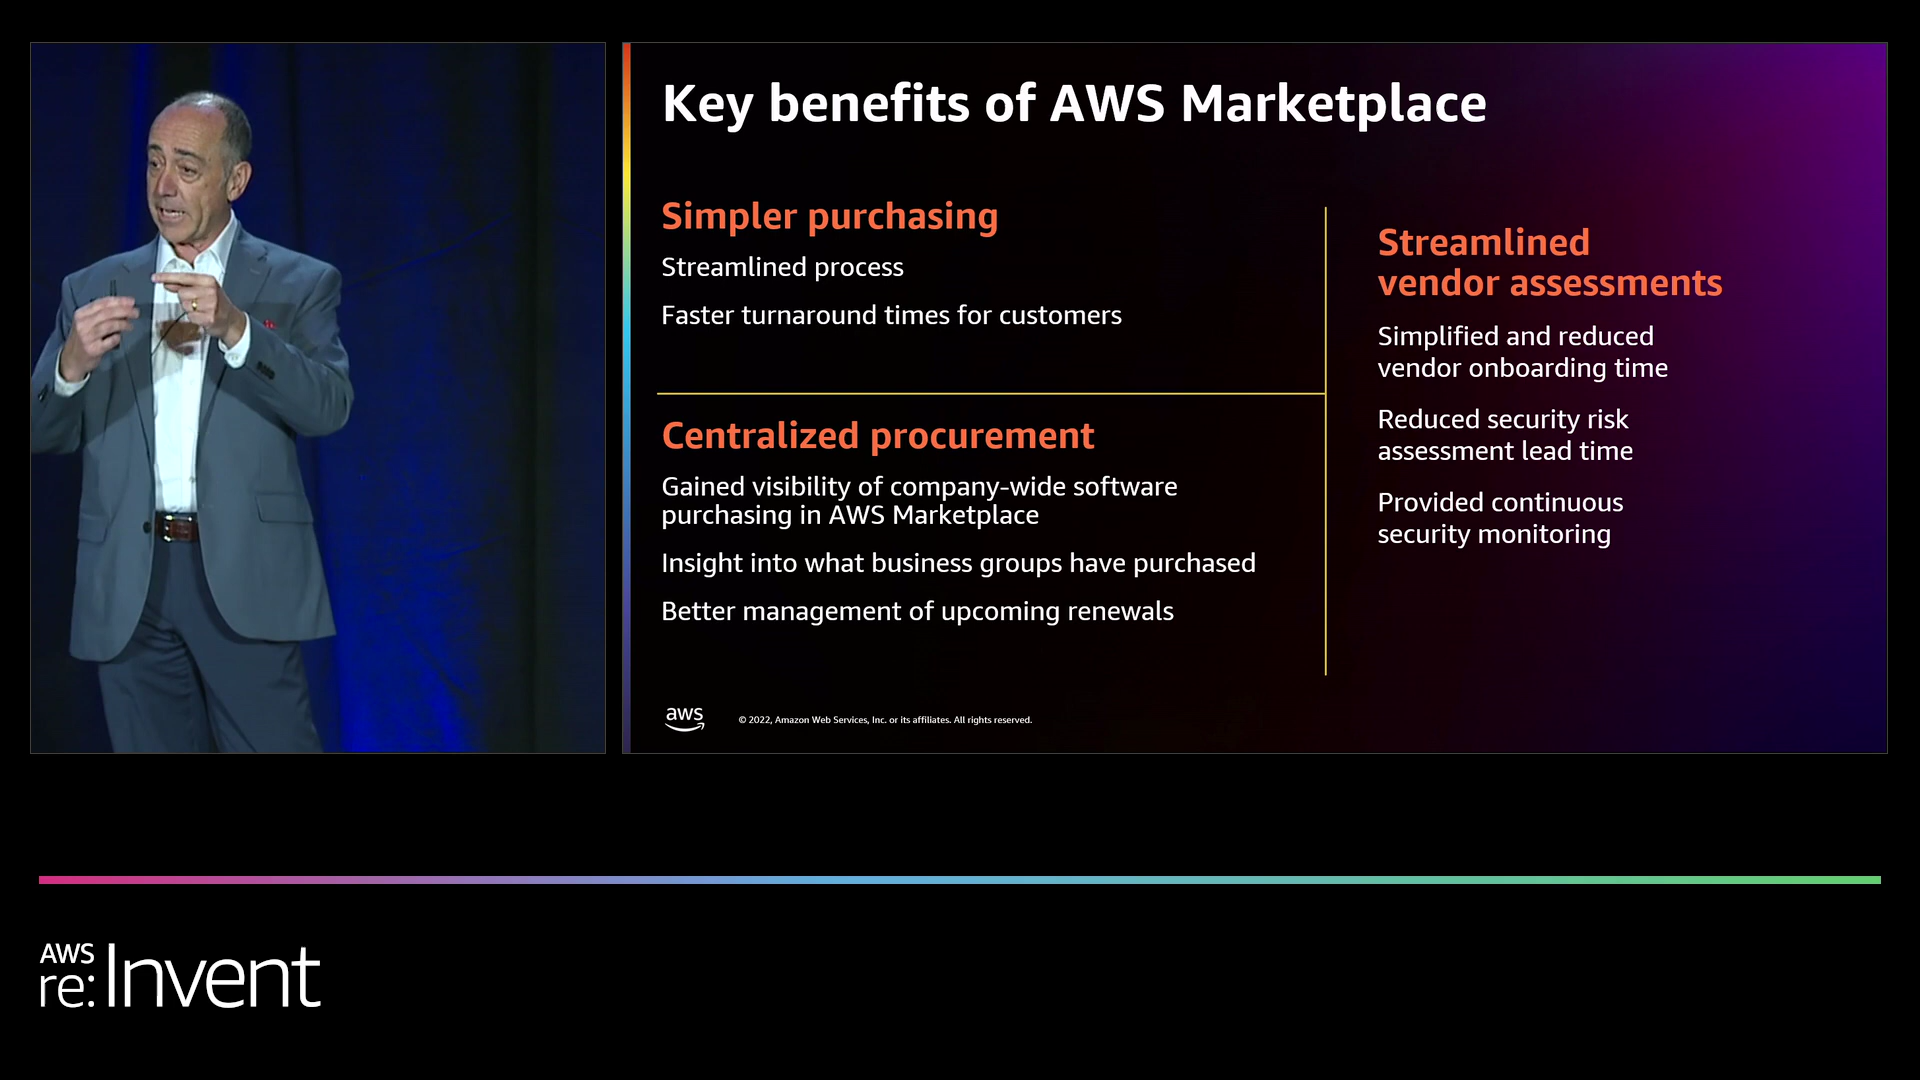 Key benefits of AWS Marketplace
Simpler purchasing
Streamlined process
Faster turnaround times for customers
Centralized procurement
Gained visibility of company-wide software
purchasing in AWS Marketplace
Insight into what business groups have purchased
Better management of upcoming renewals
Streamlined
vendor assessments
Simplified and reduced
vendor onboarding time
Reduced security risk
assessment lead time
Provided continuous
security monitoring
aws
© 2022, Amazon Web Services, Inc. or its affiliates. All rights reserved.
AWS
re:Invent